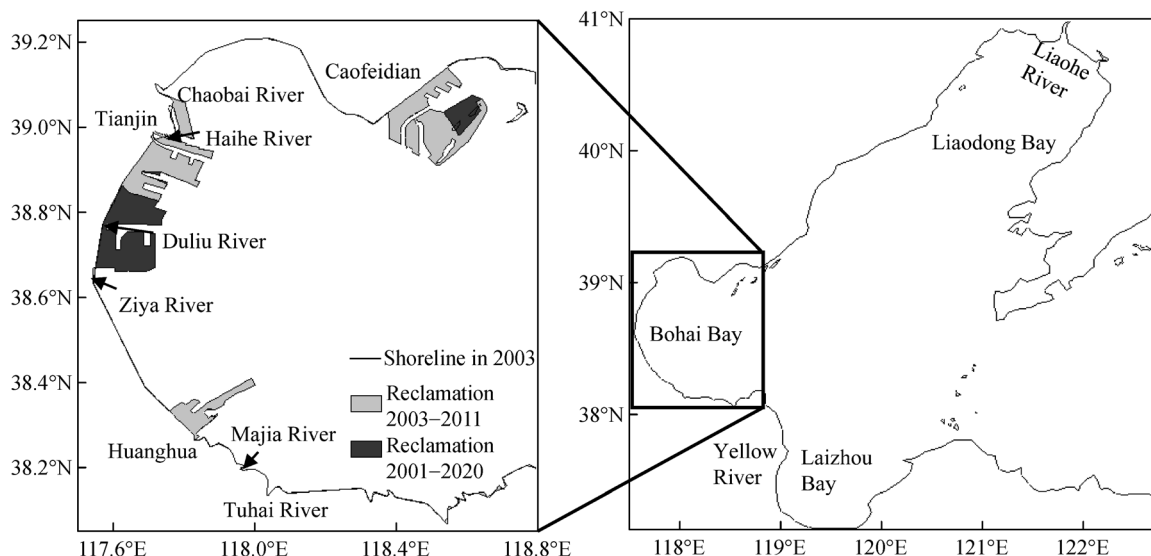 39.2°N
39.0°N
38.8°N
38.6°N
38.4°N
38.2°N
117.6°E
118.0°E
118.4°E
118.8°E
Caofeidian
Chaobai River
Tianjin
Haihe River
Duliu River
Ziya River
Shoreline in 2003
Reclamation
2003–2011
Reclamation
2001–2020
Huanghua
Majia River
Tuhai River
41°N
40°N
39°N
38°N
118°E
119°E
120°E
121°E
122°E
Liaohe
River
Liaodong Bay
Bohai Bay
Yellow
River
Laizhou
Bay